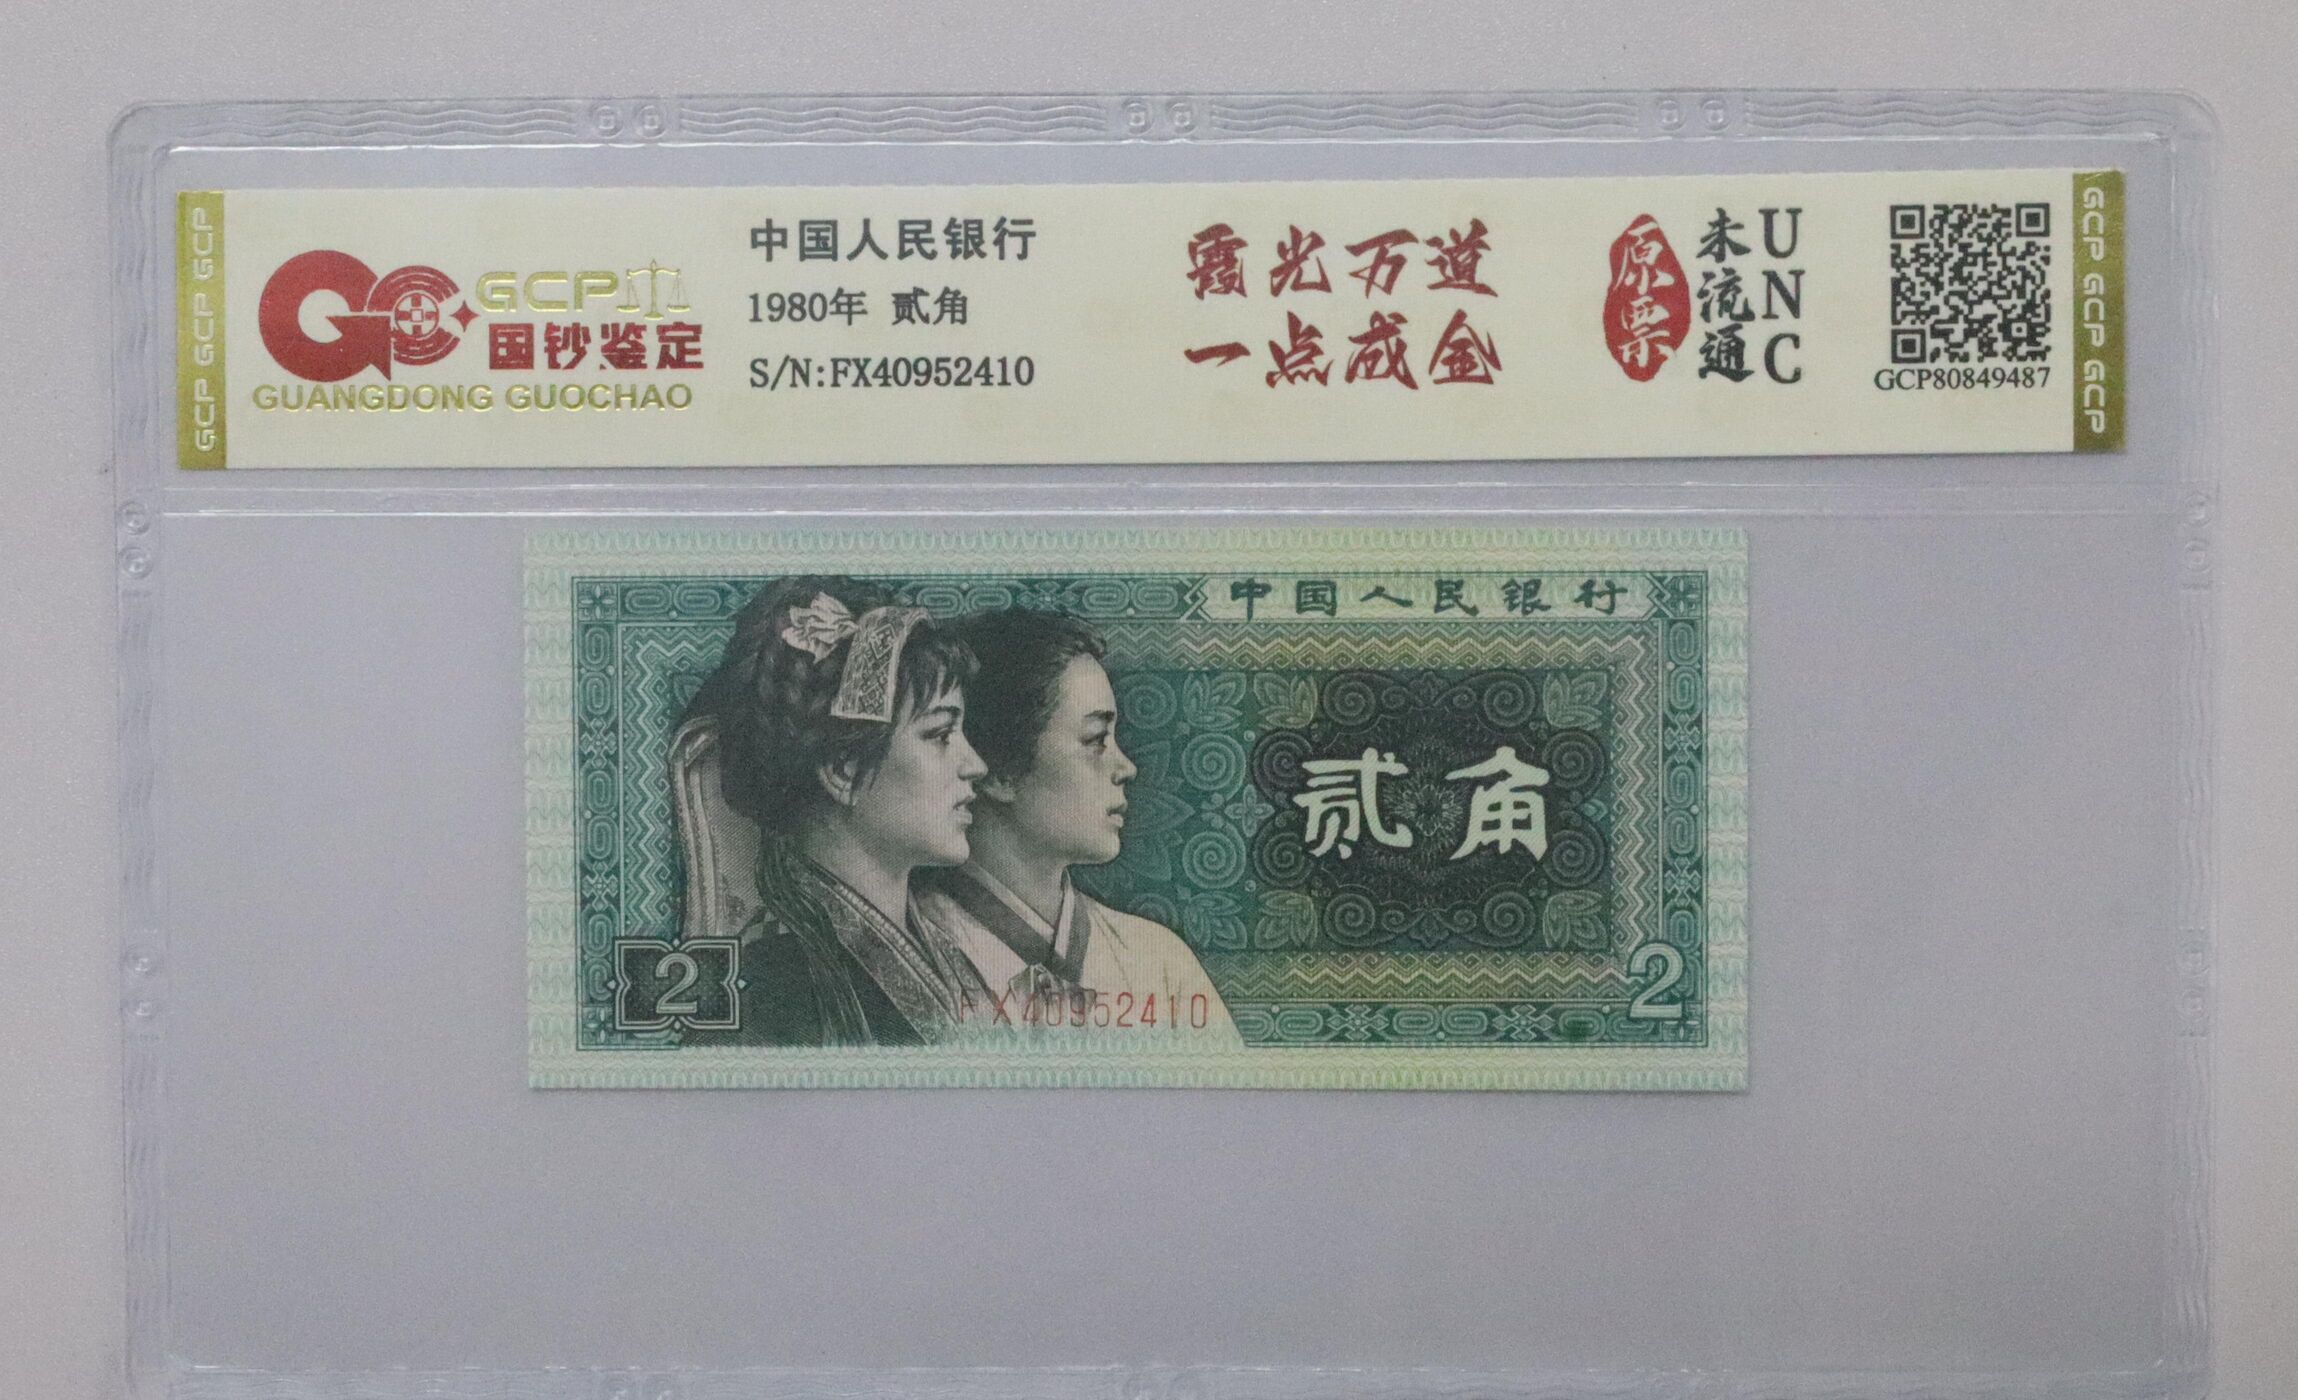 GCP GCP GCP
GCP
国钞鉴定
GUANGDONG GUOCHAO
中国人民银行
1980年 贰角
S/N:FX40952410
霞光万道
一点成金
原票
未流通
UNC
GCP80849487
GCP GCP GCP
中国人民银行
贰角
2
FX40952410
2